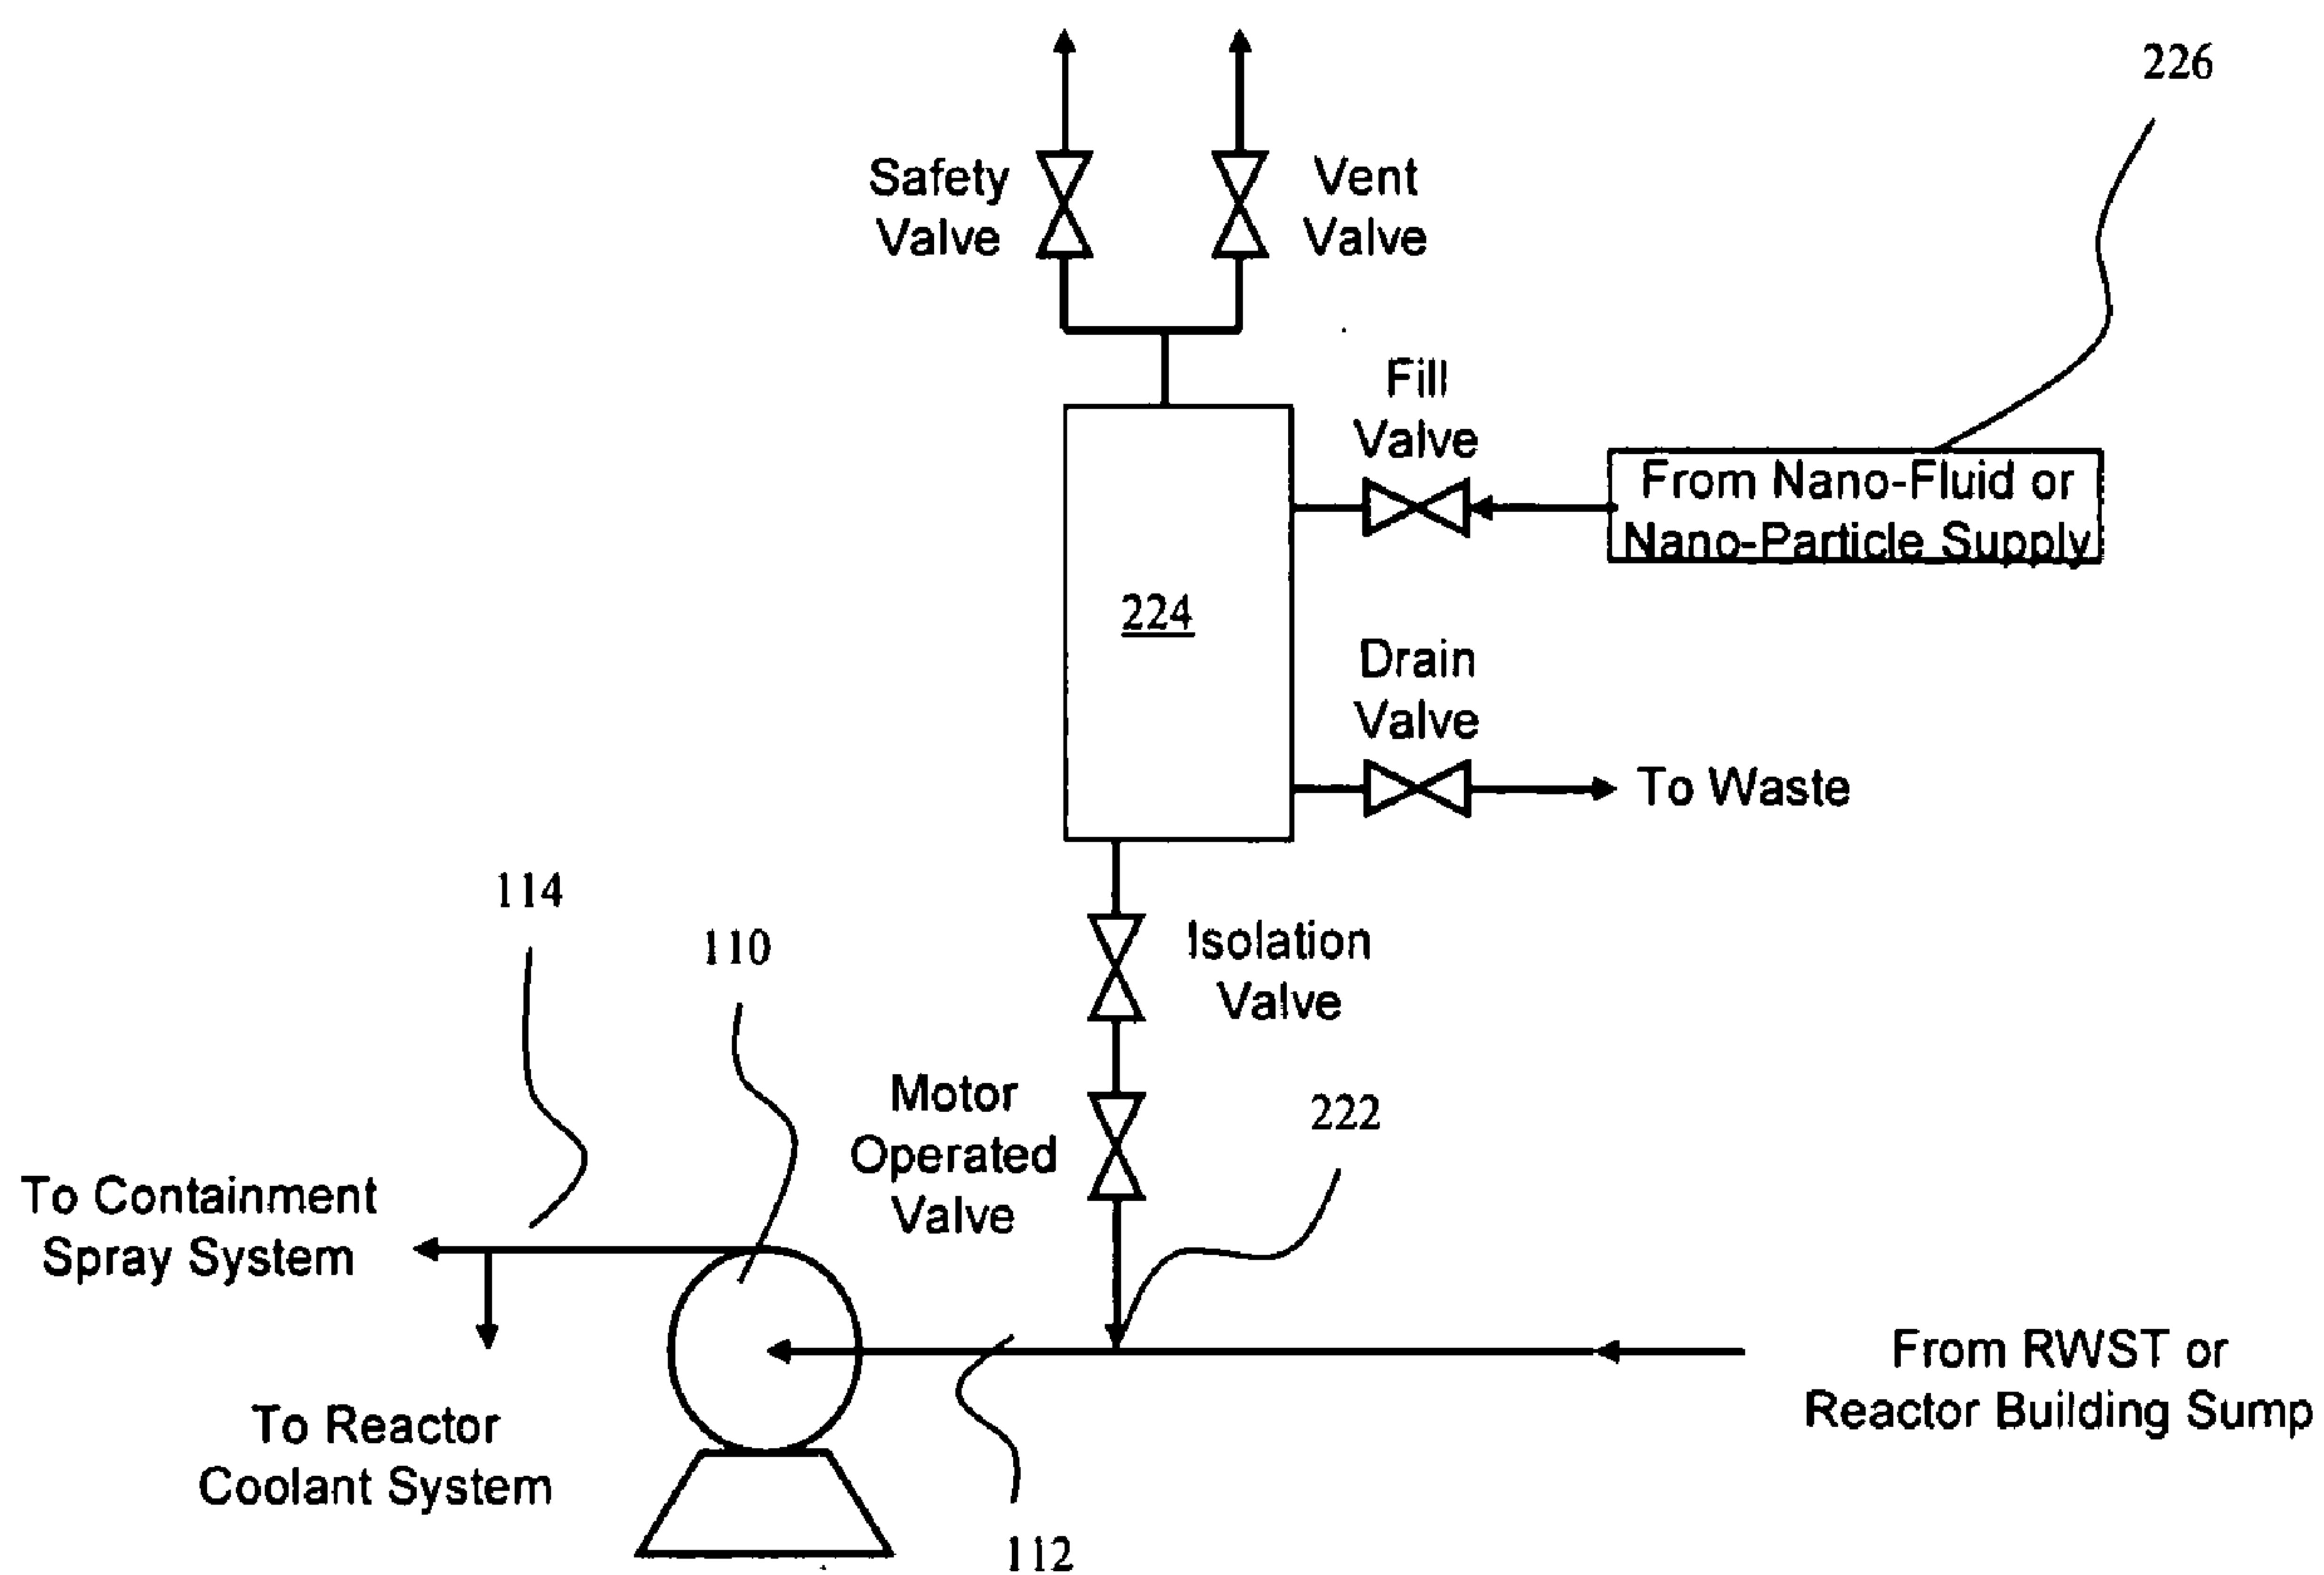 226
Safety
Valve
Vent
Valve
Fill
Valve
From Nano-Fluid or
Nano-Particle Supply
224
Drain
Valve
To Waste
114
110
Isolation
Valve
Motor
Operated
Valve
222
To Containment
Spray System
From RWST or
Reactor Building Sump
To Reactor
Coolant System
112